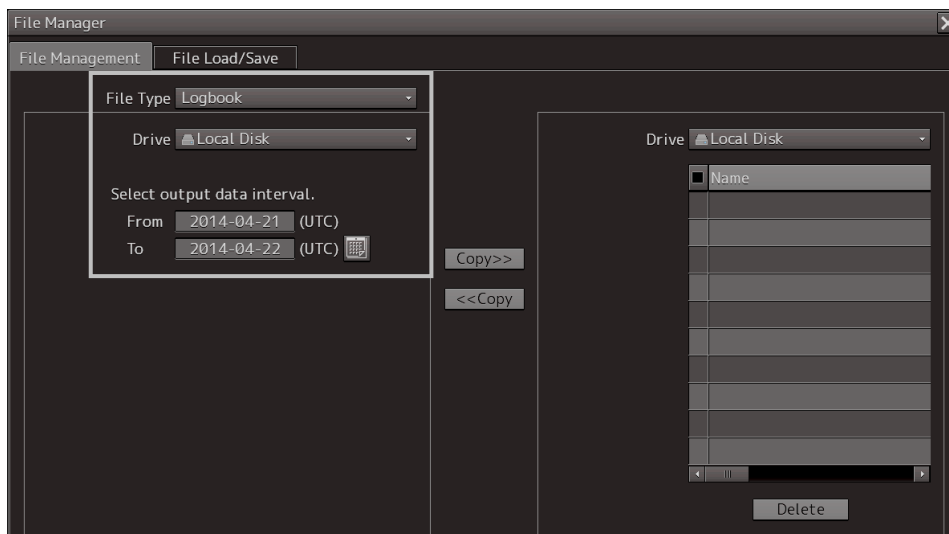 File Manager
File Management
File Load/Save
File Type Logbook
Drive Local Disk
Select output data interval.
From 2014-04-21 (UTC)
To 2014-04-22 (UTC)
Copy>>
<<Copy
Drive Local Disk
Name
Delete